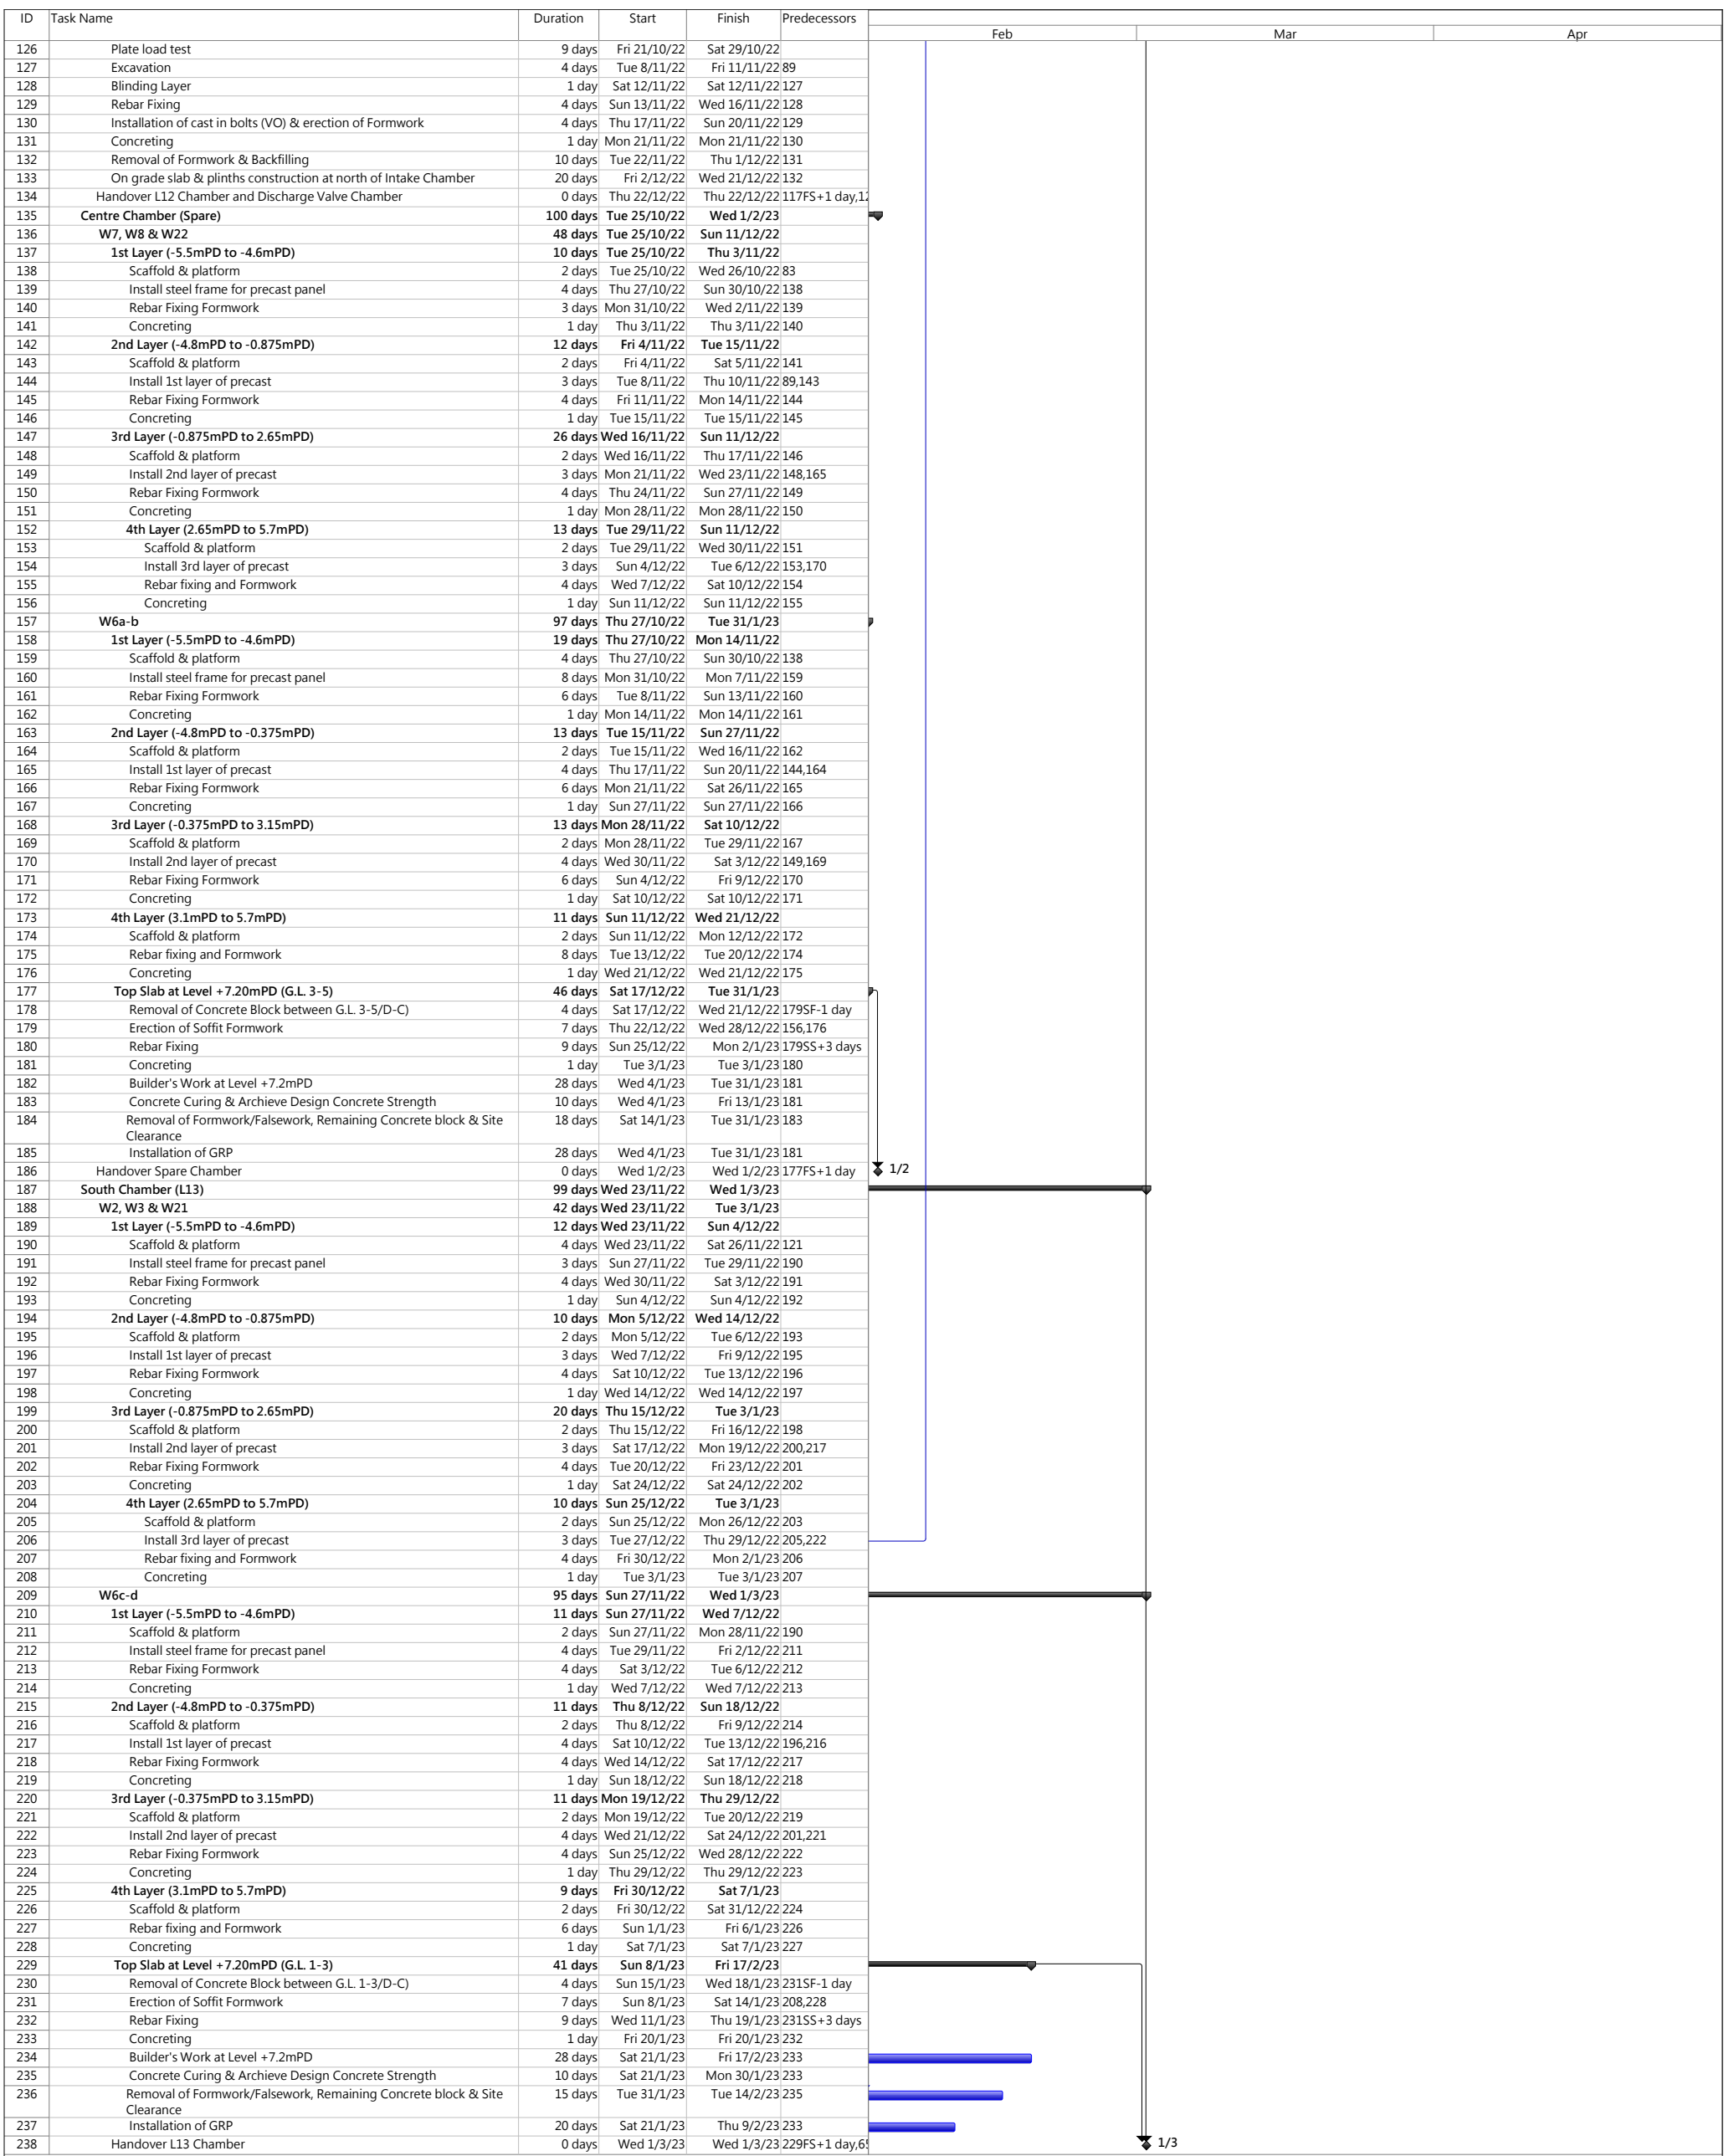 ID Task Name Duration Start Finish Predecessors
Feb Mar Apr
126 Plate load test 9 days Fri 21/10/22 Sat 29/10/22
127 Excavation 4 days Tue 8/11/22 Fri 11/11/22 89
128 Blinding Layer 1 day Sat 12/11/22 Sat 12/11/22 127
129 Rebar Fixing 4 days Sun 13/11/22 Wed 16/11/22 128
130 Installation of cast in bolts (VO) & erection of Formwork 4 days Thu 17/11/22 Sun 20/11/22 129
131 Concreting 1 day Mon 21/11/22 Mon 21/11/22 130
132 Removal of Formwork & Backfilling 10 days Tue 22/11/22 Thu 1/12/22 131
133 On grade slab & plinths construction at north of Intake Chamber 20 days Fri 2/12/22 Wed 21/12/22 132
134 Handover L12 Chamber and Discharge Valve Chamber 0 days Thu 22/12/22 Thu 22/12/22 117FS+1 day,12
135 Centre Chamber (Spare) 100 days Tue 25/10/22 Wed 1/2/23
136 W7, W8 & W22 48 days Tue 25/10/22 Sun 11/12/22
137 1st Layer (-5.5mPD to -4.6mPD) 10 days Tue 25/10/22 Thu 3/11/22
138 Scaffold & platform 2 days Tue 25/10/22 Wed 26/10/22 83
139 Install steel frame for precast panel 4 days Thu 27/10/22 Sun 30/10/22 138
140 Rebar Fixing Formwork 3 days Mon 31/10/22 Wed 2/11/22 139
141 Concreting 1 day Thu 3/11/22 Thu 3/11/22 140
142 2nd Layer (-4.8mPD to -0.875mPD) 12 days Fri 4/11/22 Tue 15/11/22
143 Scaffold & platform 2 days Fri 4/11/22 Sat 5/11/22 141
144 Install 1st layer of precast 3 days Tue 8/11/22 Thu 10/11/22 89,143
145 Rebar Fixing Formwork 4 days Fri 11/11/22 Mon 14/11/22 144
146 Concreting 1 day Tue 15/11/22 Tue 15/11/22 145
147 3rd Layer (-0.875mPD to 2.65mPD) 26 days Wed 16/11/22 Sun 11/12/22
148 Scaffold & platform 2 days Wed 16/11/22 Thu 17/11/22 146
149 Install 2nd layer of precast 3 days Mon 21/11/22 Wed 23/11/22 148,165
150 Rebar Fixing Formwork 4 days Thu 24/11/22 Sun 27/11/22 149
151 Concreting 1 day Mon 28/11/22 Mon 28/11/22 150
152 4th Layer (2.65mPD to 5.7mPD) 13 days Tue 29/11/22 Sun 11/12/22
153 Scaffold & platform 2 days Tue 29/11/22 Wed 30/11/22 151
154 Install 3rd layer of precast 3 days Sun 4/12/22 Tue 6/12/22 153,170
155 Rebar fixing and Formwork 4 days Wed 7/12/22 Sat 10/12/22 154
156 Concreting 1 day Sun 11/12/22 Sun 11/12/22 155
157 W6a-b 97 days Thu 27/10/22 Tue 31/1/23
158 1st Layer (-5.5mPD to -4.6mPD) 19 days Thu 27/10/22 Mon 14/11/22
159 Scaffold & platform 4 days Thu 27/10/22 Sun 30/10/22 138
160 Install steel frame for precast panel 8 days Mon 31/10/22 Mon 7/11/22 159
161 Rebar Fixing Formwork 6 days Tue 8/11/22 Sun 13/11/22 160
162 Concreting 1 day Mon 14/11/22 Mon 14/11/22 161
163 2nd Layer (-4.8mPD to -0.375mPD) 13 days Tue 15/11/22 Sun 27/11/22
164 Scaffold & platform 2 days Tue 15/11/22 Wed 16/11/22 162
165 Install 1st layer of precast 4 days Thu 17/11/22 Sun 20/11/22 144,164
166 Rebar Fixing Formwork 6 days Mon 21/11/22 Sat 26/11/22 165
167 Concreting 1 day Sun 27/11/22 Sun 27/11/22 166
168 3rd Layer (-0.375mPD to 3.15mPD) 13 days Mon 28/11/22 Sat 10/12/22
169 Scaffold & platform 2 days Mon 28/11/22 Tue 29/11/22 167
170 Install 2nd layer of precast 4 days Wed 30/11/22 Sat 3/12/22 149,169
171 Rebar Fixing Formwork 6 days Sun 4/12/22 Fri 9/12/22 170
172 Concreting 1 day Sat 10/12/22 Sat 10/12/22 171
173 4th Layer (3.1mPD to 5.7mPD) 11 days Sun 11/12/22 Wed 21/12/22
174 Scaffold & platform 2 days Sun 11/12/22 Mon 12/12/22 172
175 Rebar fixing and Formwork 8 days Tue 13/12/22 Tue 20/12/22 174
176 Concreting 1 day Wed 21/12/22 Wed 21/12/22 175
177 Top Slab at Level +7.20mPD (G.L. 3-5) 46 days Sat 17/12/22 Tue 31/1/23
178 Removal of Concrete Block between G.L. 3-5/D-C) 4 days Sat 17/12/22 Wed 21/12/22 179SF-1 day
179 Erection of Soffit Formwork 7 days Thu 22/12/22 Wed 28/12/22 156,176
180 Rebar Fixing 9 days Sun 25/12/22 Mon 2/1/23 179SS+3 days
181 Concreting 1 day Tue 3/1/23 Tue 3/1/23 180
182 Builder's Work at Level +7.2mPD 28 days Wed 4/1/23 Tue 31/1/23 181
183 Concrete Curing & Archieve Design Concrete Strength 10 days Wed 4/1/23 Fri 13/1/23 181
184 Removal of Formwork/Falsework, Remaining Concrete block & Site 18 days Sat 14/1/23 Tue 31/1/23 183
Clearance
185 Installation of GRP 28 days Wed 4/1/23 Tue 31/1/23 181
186 Handover Spare Chamber 0 days Wed 1/2/23 Wed 1/2/23 177FS+1 day 1/2
187 South Chamber (L13) 99 days Wed 23/11/22 Wed 1/3/23
188 W2, W3 & W21 42 days Wed 23/11/22 Tue 3/1/23
189 1st Layer (-5.5mPD to -4.6mPD) 12 days Wed 23/11/22 Sun 4/12/22
190 Scaffold & platform 4 days Wed 23/11/22 Sat 26/11/22 121
191 Install steel frame for precast panel 3 days Sun 27/11/22 Tue 29/11/22 190
192 Rebar Fixing Formwork 4 days Wed 30/11/22 Sat 3/12/22 191
193 Concreting 1 day Sun 4/12/22 Sun 4/12/22 192
194 2nd Layer (-4.8mPD to -0.875mPD) 10 days Mon 5/12/22 Wed 14/12/22
195 Scaffold & platform 2 days Mon 5/12/22 Tue 6/12/22 193
196 Install 1st layer of precast 3 days Wed 7/12/22 Fri 9/12/22 195
197 Rebar Fixing Formwork 4 days Sat 10/12/22 Tue 13/12/22 196
198 Concreting 1 day Wed 14/12/22 Wed 14/12/22 197
199 3rd Layer (-0.875mPD to 2.65mPD) 20 days Thu 15/12/22 Tue 3/1/23
200 Scaffold & platform 2 days Thu 15/12/22 Fri 16/12/22 198
201 Install 2nd layer of precast 3 days Sat 17/12/22 Mon 19/12/22 200,217
202 Rebar Fixing Formwork 4 days Tue 20/12/22 Fri 23/12/22 201
203 Concreting 1 day Sat 24/12/22 Sat 24/12/22 202
204 4th Layer (2.65mPD to 5.7mPD) 10 days Sun 25/12/22 Tue 3/1/23
205 Scaffold & platform 2 days Sun 25/12/22 Mon 26/12/22 203
206 Install 3rd layer of precast 3 days Tue 27/12/22 Thu 29/12/22 205,222
207 Rebar fixing and Formwork 4 days Fri 30/12/22 Mon 2/1/23 206
208 Concreting 1 day Tue 3/1/23 Tue 3/1/23 207
209 W6c-d 95 days Sun 27/11/22 Wed 1/3/23
210 1st Layer (-5.5mPD to -4.6mPD) 11 days Sun 27/11/22 Wed 7/12/22
211 Scaffold & platform 2 days Sun 27/11/22 Mon 28/11/22 190
212 Install steel frame for precast panel 4 days Tue 29/11/22 Fri 2/12/22 211
213 Rebar Fixing Formwork 4 days Sat 3/12/22 Tue 6/12/22 212
214 Concreting 1 day Wed 7/12/22 Wed 7/12/22 213
215 2nd Layer (-4.8mPD to -0.375mPD) 11 days Thu 8/12/22 Sun 18/12/22
216 Scaffold & platform 2 days Thu 8/12/22 Fri 9/12/22 214
217 Install 1st layer of precast 4 days Sat 10/12/22 Tue 13/12/22 196,216
218 Rebar Fixing Formwork 4 days Wed 14/12/22 Sat 17/12/22 217
219 Concreting 1 day Sun 18/12/22 Sun 18/12/22 218
220 3rd Layer (-0.375mPD to 3.15mPD) 11 days Mon 19/12/22 Thu 29/12/22
221 Scaffold & platform 2 days Mon 19/12/22 Tue 20/12/22 219
222 Install 2nd layer of precast 4 days Wed 21/12/22 Sat 24/12/22 201,221
223 Rebar Fixing Formwork 4 days Sun 25/12/22 Wed 28/12/22 222
224 Concreting 1 day Thu 29/12/22 Thu 29/12/22 223
225 4th Layer (3.1mPD to 5.7mPD) 9 days Fri 30/12/22 Sat 7/1/23
226 Scaffold & platform 2 days Fri 30/12/22 Sat 31/12/22 224
227 Rebar fixing and Formwork 6 days Sun 1/1/23 Fri 6/1/23 226
228 Concreting 1 day Sat 7/1/23 Sat 7/1/23 227
229 Top Slab at Level +7.20mPD (G.L. 1-3) 41 days Sun 8/1/23 Fri 17/2/23
230 Removal of Concrete Block between G.L. 1-3/D-C) 4 days Sun 15/1/23 Wed 18/1/23 231SF-1 day
231 Erection of Soffit Formwork 7 days Sun 8/1/23 Sat 14/1/23 208,228
232 Rebar Fixing 9 days Wed 11/1/23 Thu 19/1/23 231SS+3 days
233 Concreting 1 day Fri 20/1/23 Fri 20/1/23 232
234 Builder's Work at Level +7.2mPD 28 days Sat 21/1/23 Fri 17/2/23 233
235 Concrete Curing & Archieve Design Concrete Strength 10 days Sat 21/1/23 Mon 30/1/23 233
236 Removal of Formwork/Falsework, Remaining Concrete block & Site 15 days Tue 31/1/23 Tue 14/2/23 235
Clearance
237 Installation of GRP 20 days Sat 21/1/23 Thu 9/2/23 233
238 Handover L13 Chamber 0 days Wed 1/3/23 Wed 1/3/23 229FS+1 day,65 1/3